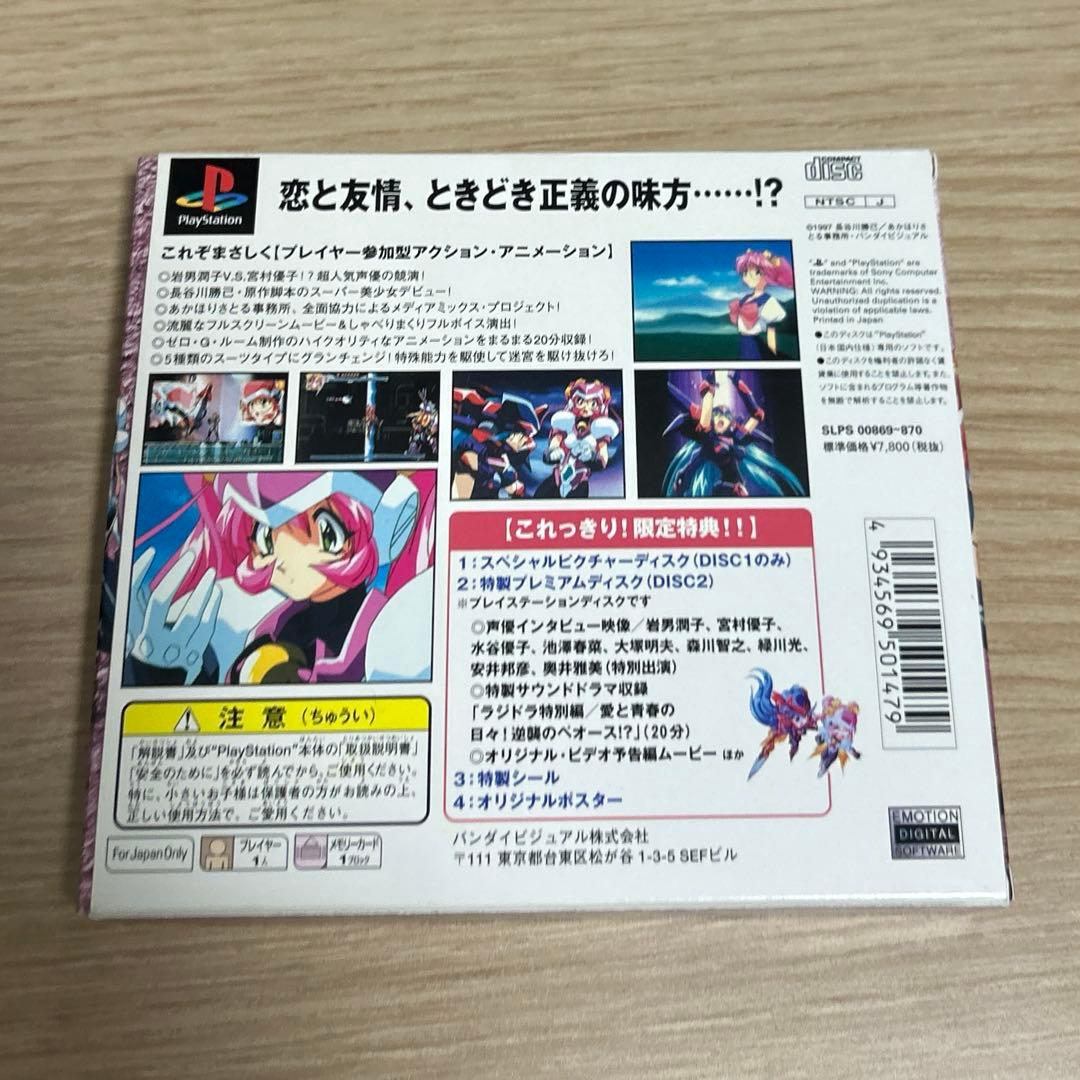 PlayStation
恋と友情、ときどき正義の味方……!?
COMPACT
disc
NTSC J
これぞまさしく【プレイヤー参加型アクション・アニメーション】
◎岩男潤子V.S.宮村優子!?超人気声優の競演!
◎長谷川勝己・原作脚本のスーパー美少女デビュー!
◎あかほりさとる事務所、全面協力によるメディアミックス・プロジェクト!
◎流麗なフルスクリーンムービー&しゃべりまくりフルボイス演出!
◎ゼロ・G・ルーム制作のハイクオリティなアニメーションをまるまる20分収録!
◎5種類のスーツタイプにグランチェンジ!特殊能力を駆使して迷宮を駆け抜けろ!
©1997 長谷川勝己/あかほりさ
とる事務所・バンダイビジュアル
" " and "PlayStation" are
trademarks of Sony Computer
Entertainment Inc.
WARNING: All rights reserved.
Unauthorized duplication is a
violation of applicable laws.
Printed in Japan
●このディスクは"PlayStation"
(日本国内仕様)専用のソフトです。
●このディスクを権利者の許諾なく賃
貸業に使用することを禁止します。また、
ソフトに含まれるプログラム等著作物
を無断で解析することを禁止します。
SLPS 00869~870
標準価格¥7,800(税抜)
4 934569 501479
【これっきり!限定特典!!】
1:スペシャルピクチャーディスク(DISC1のみ)
2:特製プレミアムディスク(DISC2)
※プレイステーションディスクです
◎声優インタビュー映像/岩男潤子、宮村優子、
水谷優子、池澤春菜、大塚明夫、森川智之、緑川光、
安井邦彦、奥井雅美(特別出演)
◎特製サウンドドラマ収録
「ラジドラ特別編/愛と青春の
日々!逆襲のペオース!?」(20分)
◎オリジナル・ビデオ予告編ムービー ほか
3:特製シール
4:オリジナルポスター
注意(ちゅうい)
「解説書」及び"PlayStation"本体の「取扱説明書」
「安全のために」を必ず読んでから、ご使用ください。
特に、小さいお子様は保護者の方がお読みの上、
正しい使用方法で、ご愛用ください。
For Japan Only
プレイヤー
1人
メモリーカード
1ブロック
バンダイビジュアル株式会社
〒111 東京都台東区松が谷 1-3-5 SEFビル
EMOTION
DIGITAL
SOFTWARE